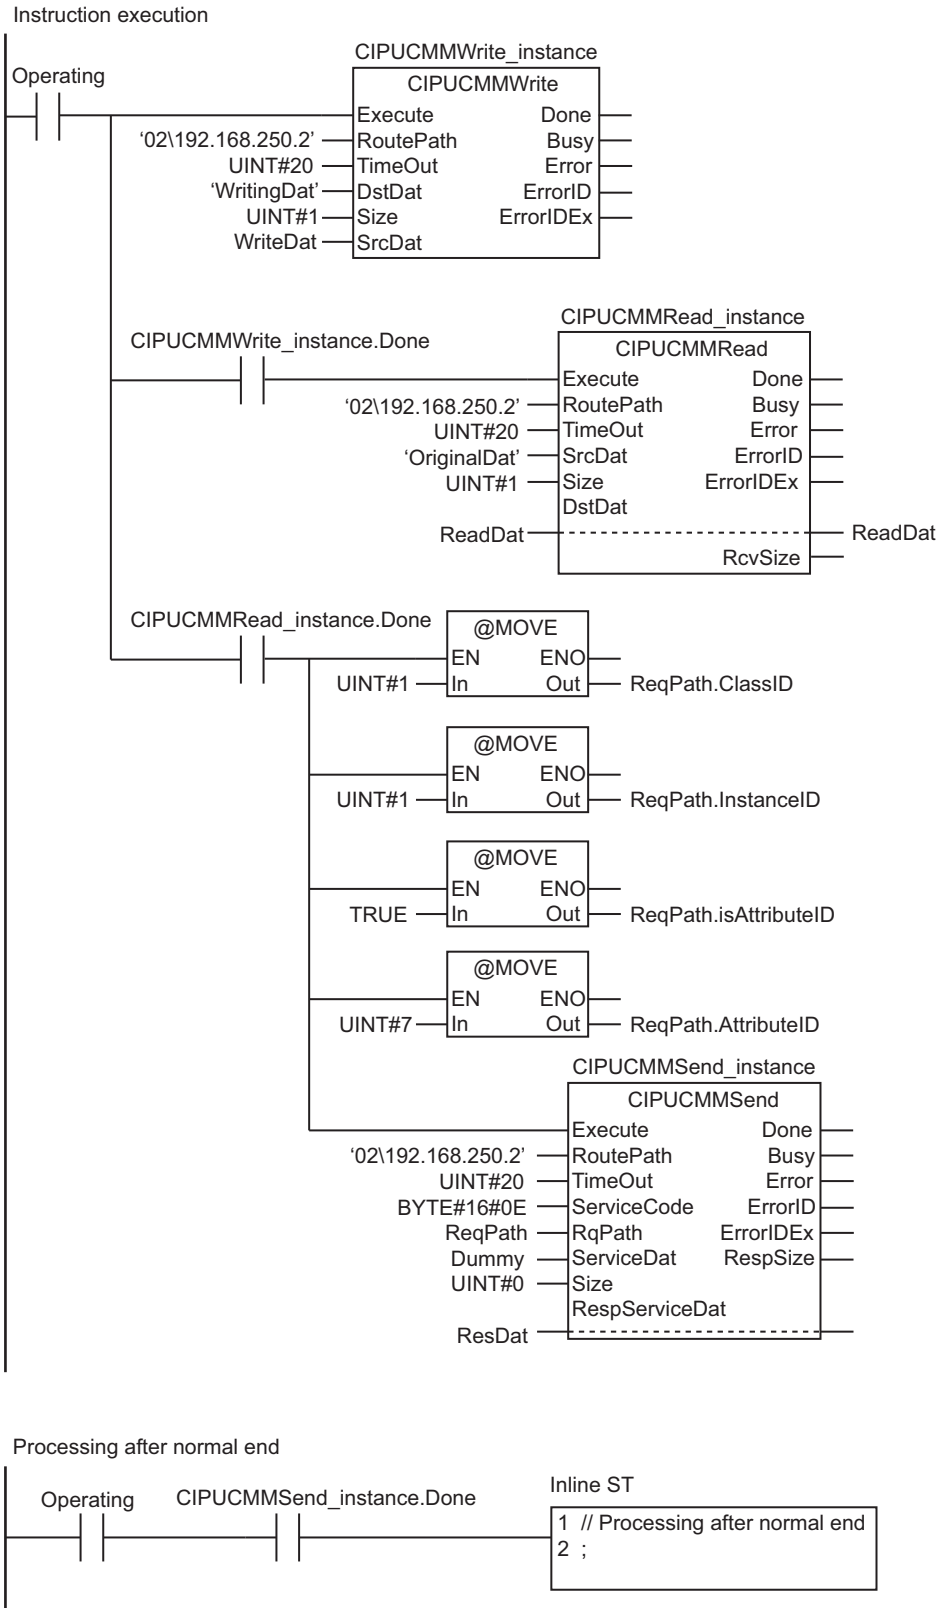 Instruction execution
Operating
CIPUCMMWrite_instance
CIPUCMMWrite
Execute Done
‘02\192.168.250.2’ RoutePath Busy
UINT#20 TimeOut Error
‘WritingDat’ DstDat ErrorID
UINT#1 Size ErrorIDEx
WriteDat SrcDat
CIPUCMMWrite_instance.Done
CIPUCMMRead_instance
CIPUCMMRead
Execute Done
‘02\192.168.250.2’ RoutePath Busy
UINT#20 TimeOut Error
‘OriginalDat’ SrcDat ErrorID
UINT#1 Size ErrorIDEx
DstDat
ReadDat ReadDat
RcvSize
CIPUCMMRead_instance.Done
@MOVE
EN ENO
UINT#1 In Out ReqPath.ClassID
@MOVE
EN ENO
UINT#1 In Out ReqPath.InstanceID
@MOVE
EN ENO
TRUE In Out ReqPath.isAttributeID
@MOVE
EN ENO
UINT#7 In Out ReqPath.AttributeID
CIPUCMMSend_instance
CIPUCMMSend
Execute Done
‘02\192.168.250.2’ RoutePath Busy
UINT#20 TimeOut Error
BYTE#16#0E ServiceCode ErrorID
ReqPath RqPath ErrorIDEx
Dummy ServiceDat RespSize
UINT#0 Size
RespServiceDat
ResDat
Processing after normal end
Operating CIPUCMMSend_instance.Done
Inline ST
1 // Processing after normal end
2 ;